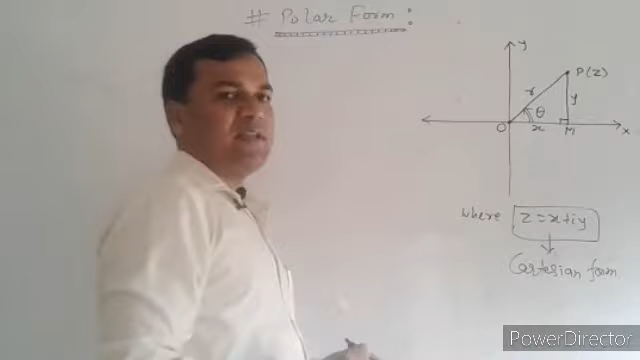 # Polar Form :
y
P(Z)
r
y
θ
O
x
M
x
where Z = x+iy
Cartesian form
PowerDirector